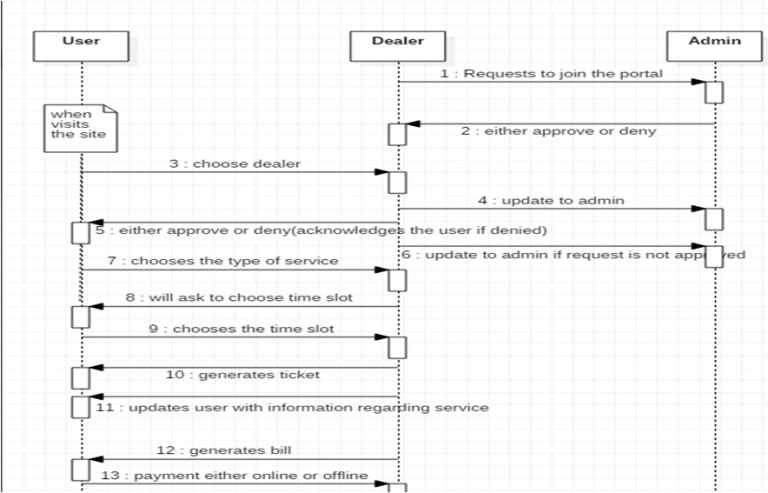 User
Dealer
Admin
1 : Requests to join the portal
when
visits
the site
2 : either approve or deny
3 : choose dealer
4 : update to admin
5 : either approve or deny(acknowledges the user if denied)
6 : update to admin if request is not approved
7 : chooses the type of service
8 : will ask to choose time slot
9 : chooses the time slot
10 : generates ticket
11 : updates user with information regarding service
12 : generates bill
13 : payment either online or offline